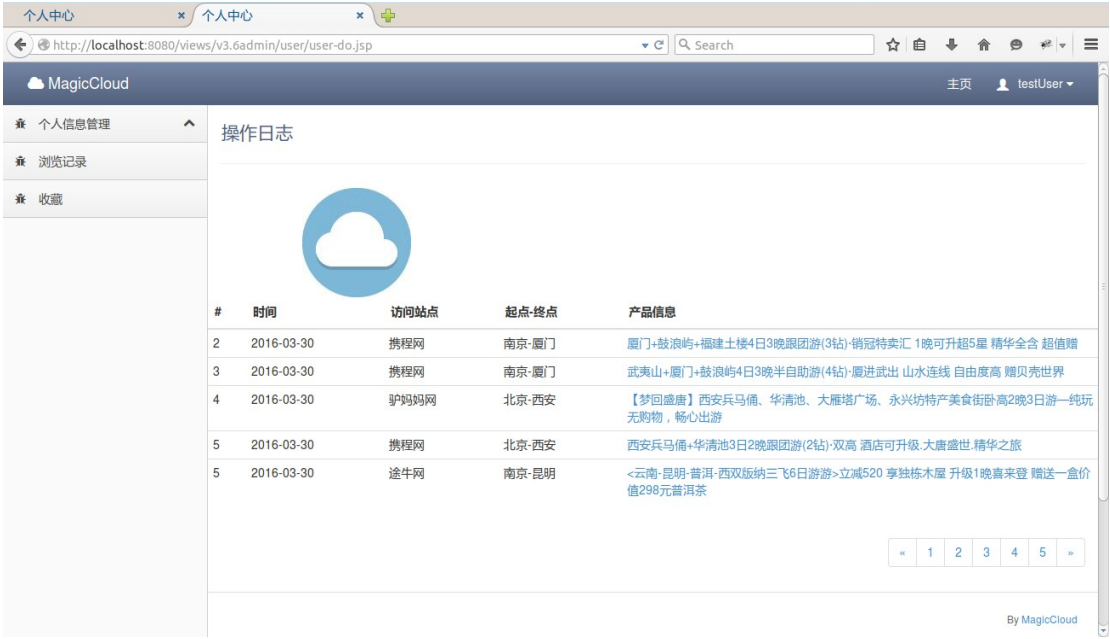 个人中心 × 个人中心 ×
http://localhost:8080/views/v3.6admin/user/user-do.jsp Search
MagicCloud 主页 testUser
个人信息管理
浏览记录
收藏
操作日志
# 时间 访问站点 起点-终点 产品信息
2 2016-03-30 携程网 南京-厦门 厦门+鼓浪屿+福建土楼4日3晚跟团游(3钻)·销冠特卖汇 1晚可升超5星 精华全含 超值赠
3 2016-03-30 携程网 南京-厦门 武夷山+厦门+鼓浪屿4日3晚半自助游(4钻)·厦进武出 山水连线 自由度高 赠贝壳世界
4 2016-03-30 驴妈妈网 北京-西安 【梦回盛唐】西安兵马俑、华清池、大雁塔广场、永兴坊特产美食街卧高2晚3日游—纯玩
无购物，畅心出游
5 2016-03-30 携程网 北京-西安 西安兵马俑+华清池3日2晚跟团游(2钻)·双高 酒店可升级.大唐盛世.精华之旅
5 2016-03-30 途牛网 南京-昆明 <云南-昆明-普洱-西双版纳三飞6日游游>立减520 享独栋木屋 升级1晚喜来登 赠送一盒价
值298元普洱茶
« 1 2 3 4 5 »
By MagicCloud